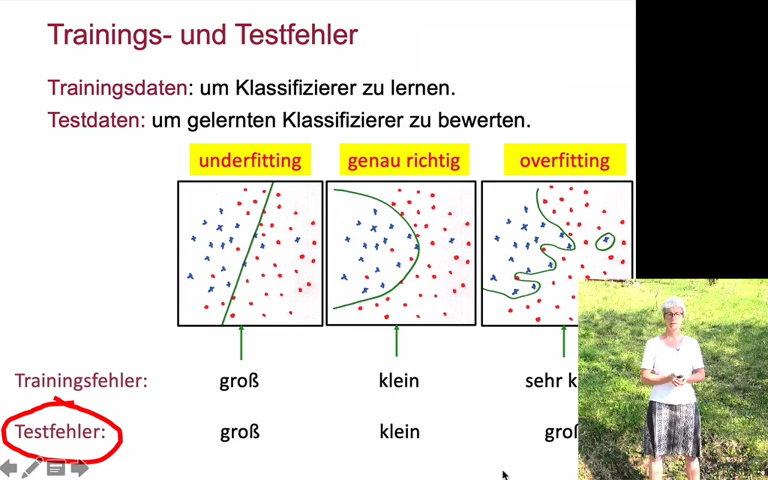 Trainings- und Testfehler
Trainingsdaten: um Klassifizierer zu lernen.
Testdaten: um gelernten Klassifizierer zu bewerten.
underfitting genau richtig overfitting
Trainingsfehler: groß klein sehr
Testfehler: groß klein